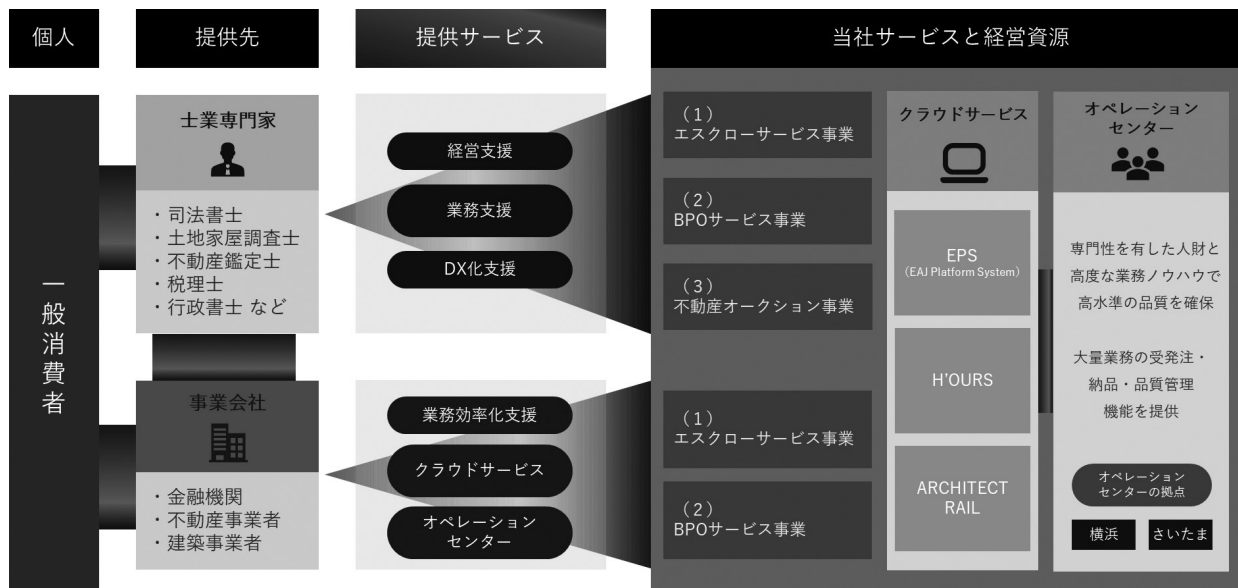 個人
提供先
提供サービス
当社サービスと経営資源
一般消費者
士業専門家
・司法書士
・土地家屋調査士
・不動産鑑定士
・税理士
・行政書士 など
事業会社
・金融機関
・不動産事業者
・建築事業者
経営支援
業務支援
DX化支援
業務効率化支援
クラウドサービス
オペレーション
センター
(1)
エスクローサービス事業
(2)
BPOサービス事業
(3)
不動産オークション事業
(1)
エスクローサービス事業
(2)
BPOサービス事業
クラウドサービス
EPS
(EAJ Platform System)
H'OURS
ARCHITECT
RAIL
オペレーション
センター
専門性を有した人財と
高度な業務ノウハウで
高水準の品質を確保
大量業務の受発注・
納品・品質管理
機能を提供
オペレーション
センターの拠点
横浜
さいたま